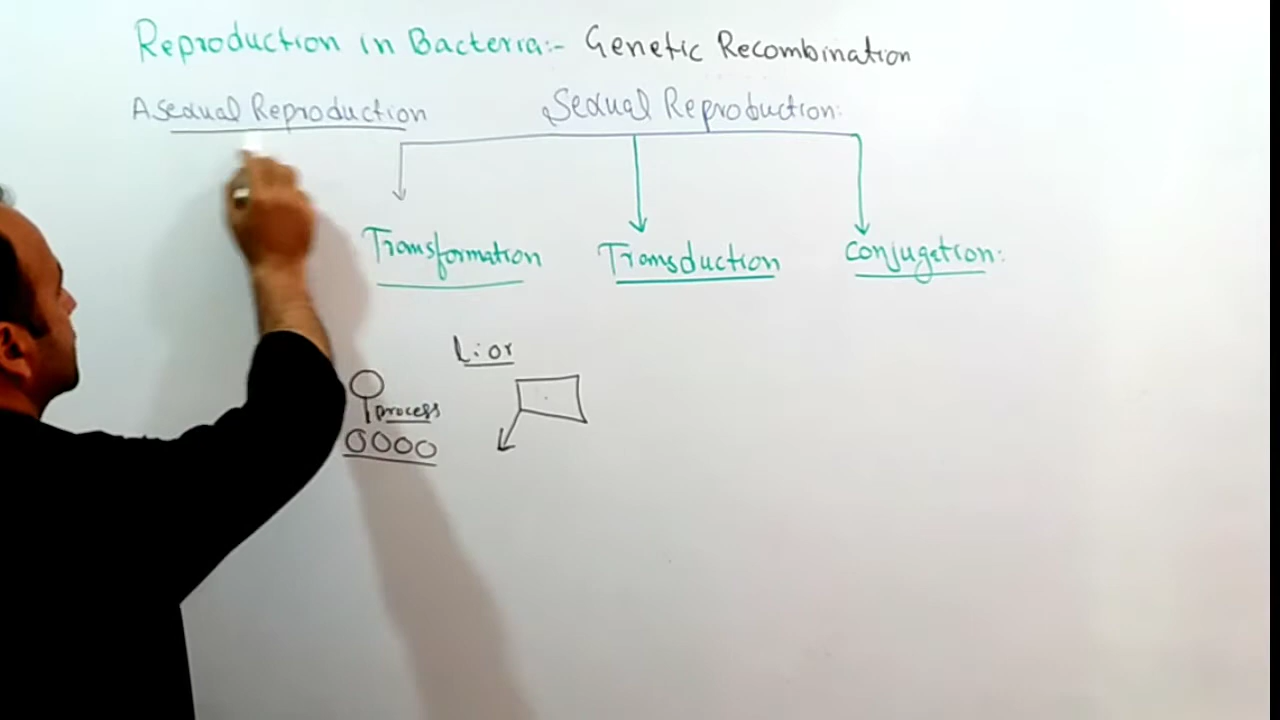 Reproduction in Bacteria:- Genetic Recombination
Asexual Reproduction Sexual Reproduction:
Transformation Transduction Conjugation:
process